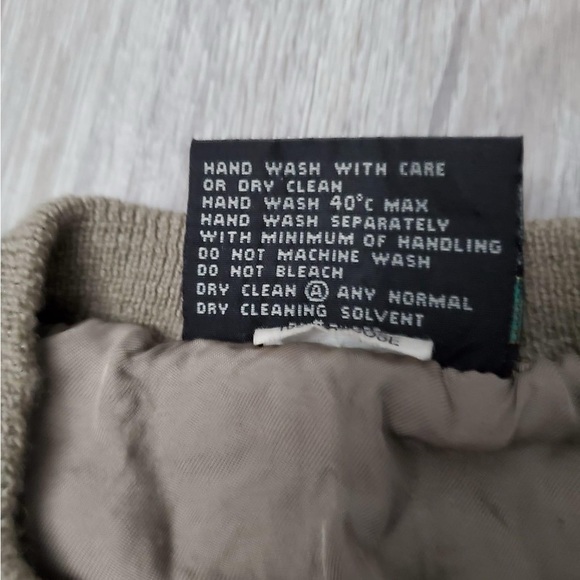 HAND WASH WITH CARE
OR DRY CLEAN
HAND WASH 40°C MAX
HAND WASH SEPARATELY
WITH MINIMUM OF HANDLING
DO NOT MACHINE WASH
DO NOT BLEACH
DRY CLEAN Ⓐ ANY NORMAL
DRY CLEANING SOLVENT